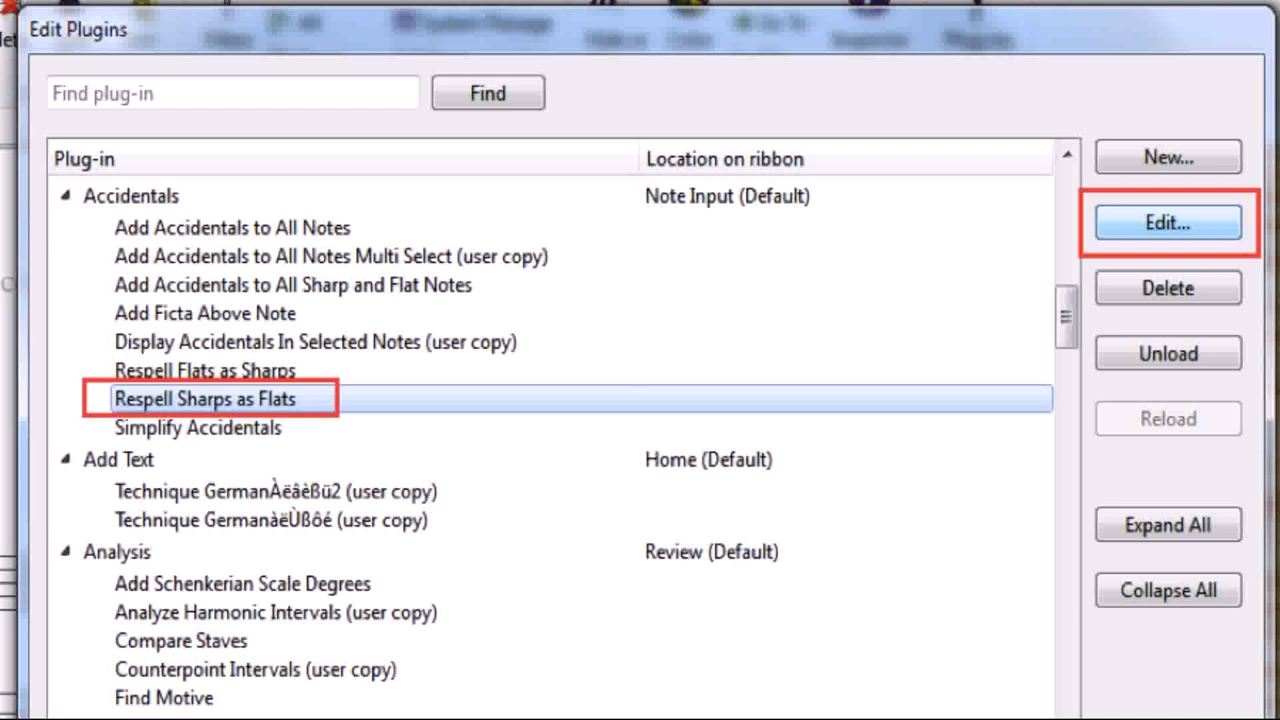 Edit Plugins
Find plug-in Find
Plug-in Location on ribbon
New...
Accidentals Note Input (Default)
Edit...
Add Accidentals to All Notes
Add Accidentals to All Notes Multi Select (user copy)
Add Accidentals to All Sharp and Flat Notes
Delete
Add Ficta Above Note
Display Accidentals In Selected Notes (user copy)
Unload
Respell Flats as Sharps
Respell Sharps as Flats
Reload
Simplify Accidentals
Add Text Home (Default)
Technique GermanÀëâèßü2 (user copy)
Technique GermanàëÙßôé (user copy)
Expand All
Analysis Review (Default)
Add Schenkerian Scale Degrees
Collapse All
Analyze Harmonic Intervals (user copy)
Compare Staves
Counterpoint Intervals (user copy)
Find Motive